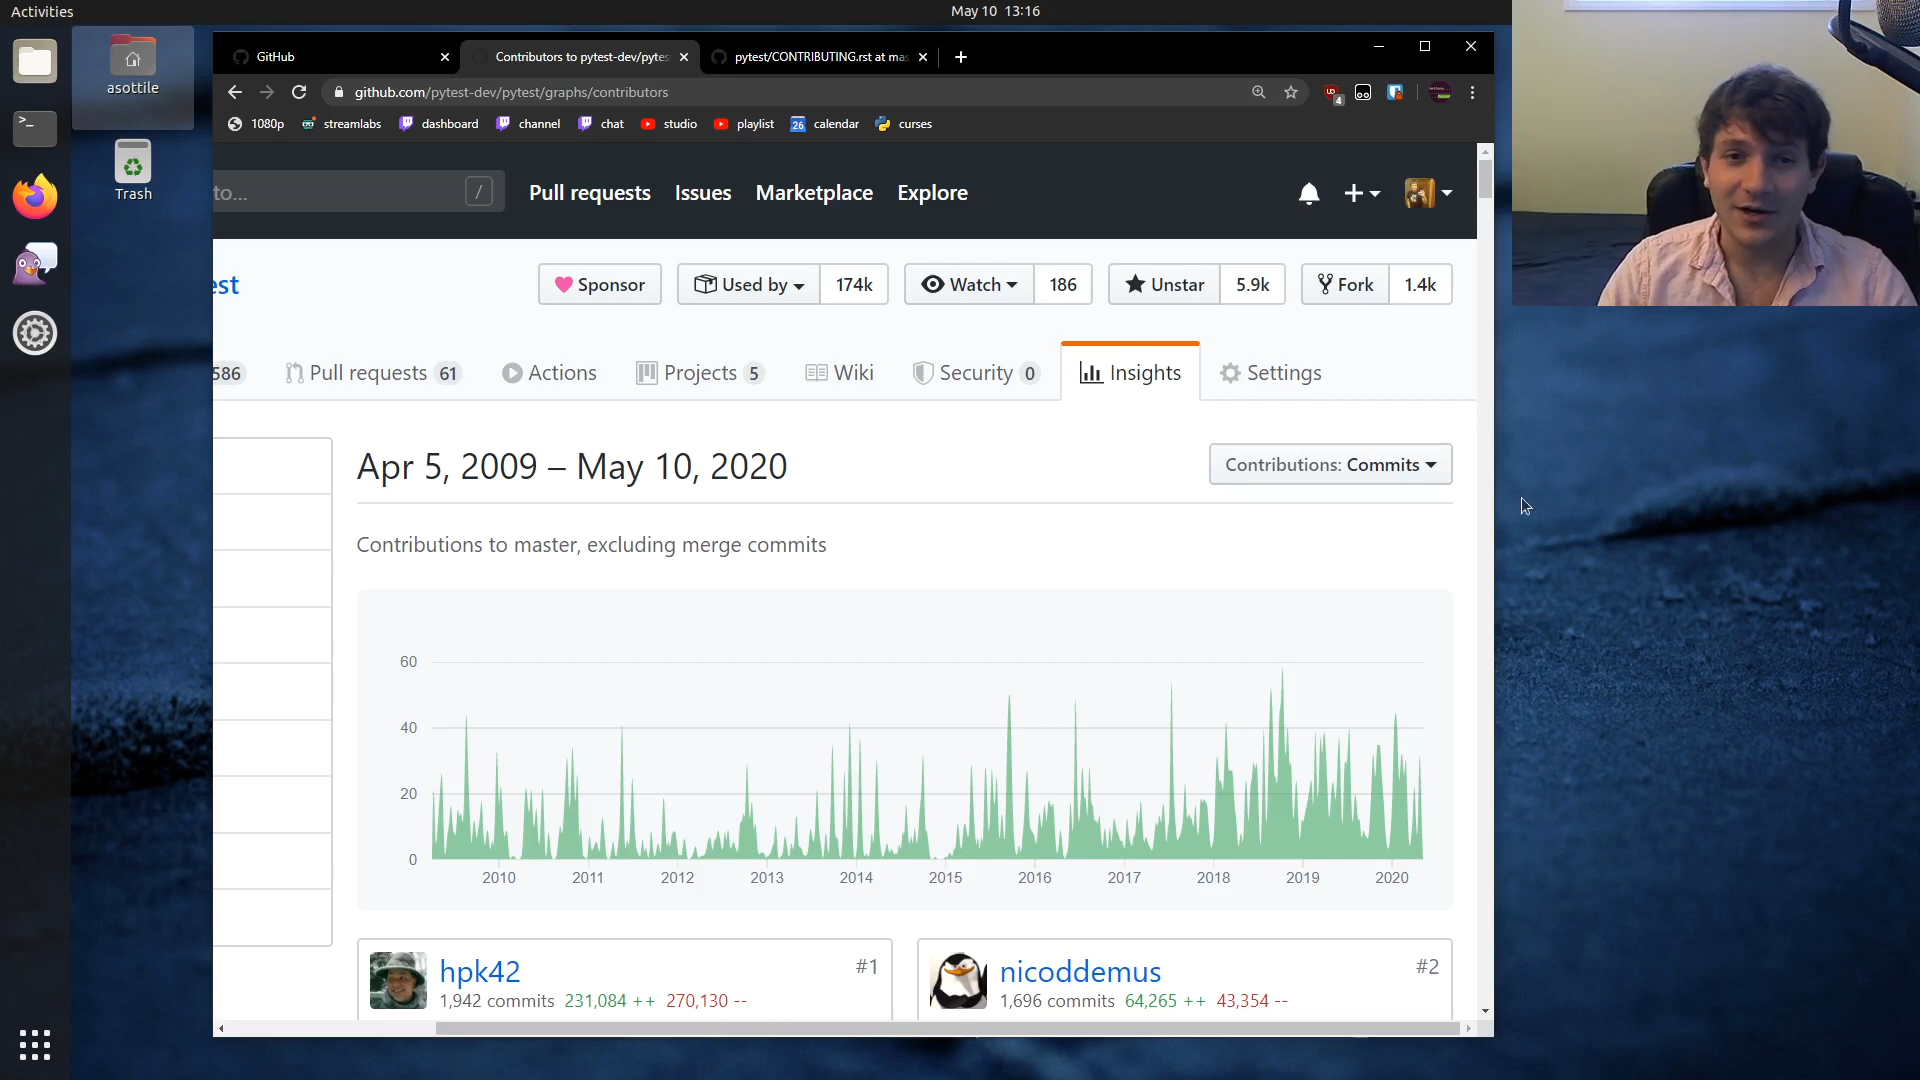 Activities
May 10 13:16
asottile
Trash
GitHub
Contributors to pytest-dev/pytes
pytest/CONTRIBUTING.rst at mas
github.com/pytest-dev/pytest/graphs/contributors
4
1080p
streamlabs
dashboard
channel
chat
studio
playlist
26
calendar
curses
to...
/
Pull requests
Issues
Marketplace
Explore
est
Sponsor
Used by
174k
Watch
186
Unstar
5.9k
Fork
1.4k
586
Pull requests 61
Actions
Projects 5
Wiki
Security 0
Insights
Settings
Apr 5, 2009 – May 10, 2020
Contributions: Commits
Contributions to master, excluding merge commits
60
40
20
0
2010 2011 2012 2013 2014 2015 2016 2017 2018 2019 2020
hpk42
#1
1,942 commits 231,084 ++ 270,130 --
nicoddemus
#2
1,696 commits 64,265 ++ 43,354 --